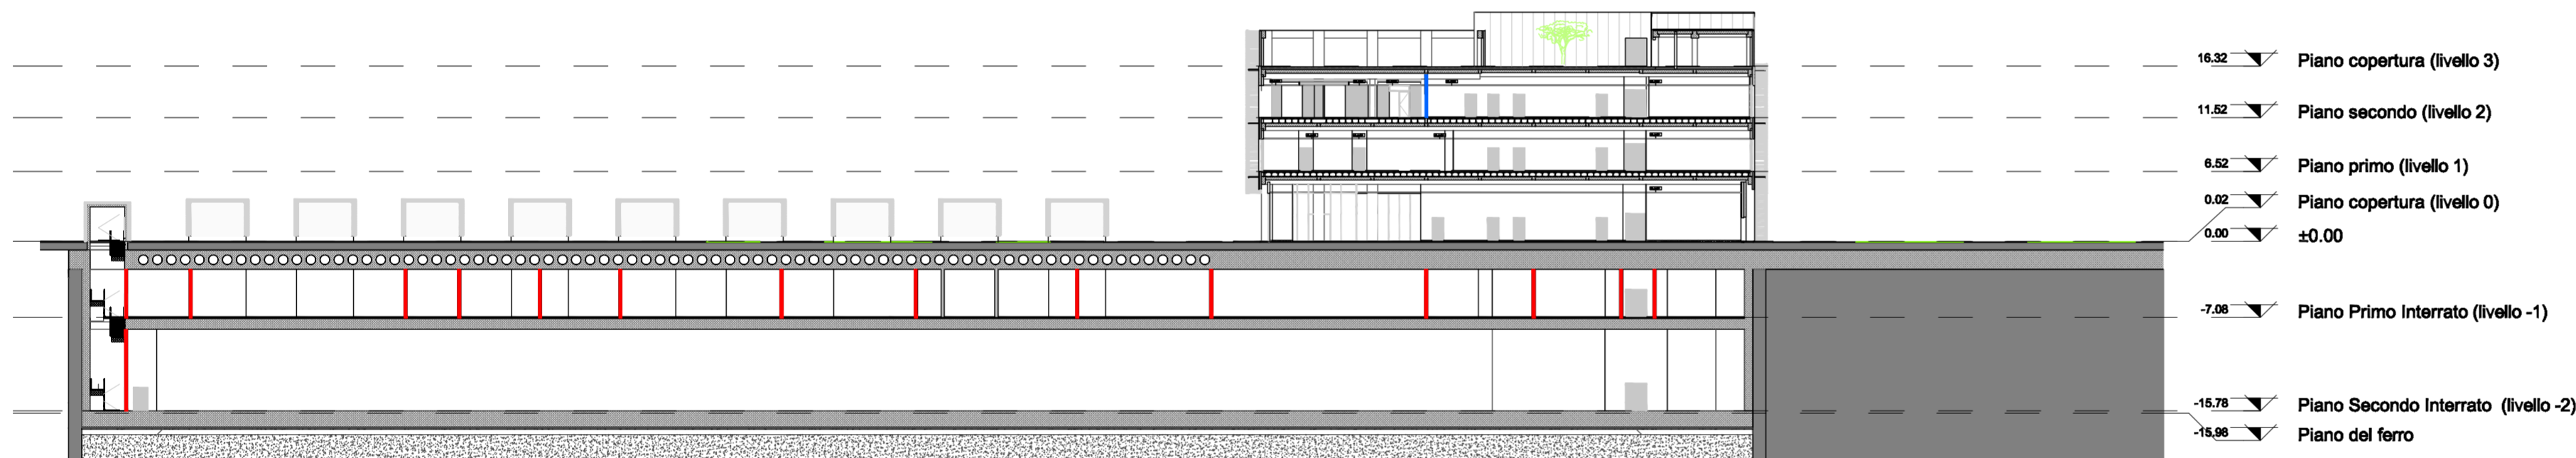 16.32 Piano copertura (livello 3)
11.52 Piano secondo (livello 2)
6.52 Piano primo (livello 1)
0.02 Piano copertura (livello 0)
0.00 ±0.00
-7.08 Piano Primo Interrato (livello -1)
-15.78 Piano Secondo Interrato (livello -2)
-15.98 Piano del ferro